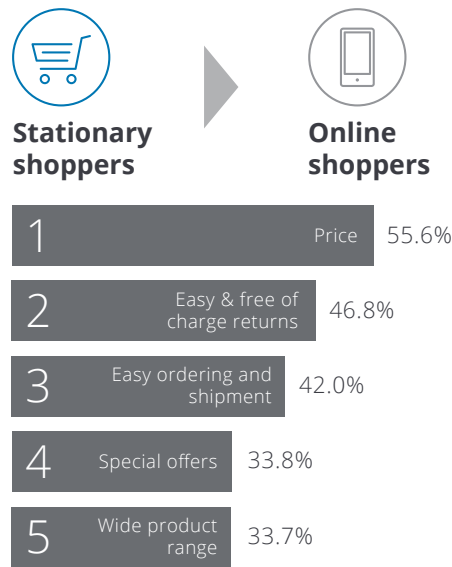 Stationary
shoppers
Online
shoppers
1 Price 55.6%
2 Easy & free of
charge returns 46.8%
3 Easy ordering and
shipment 42.0%
4 Special offers 33.8%
5 Wide product
range 33.7%